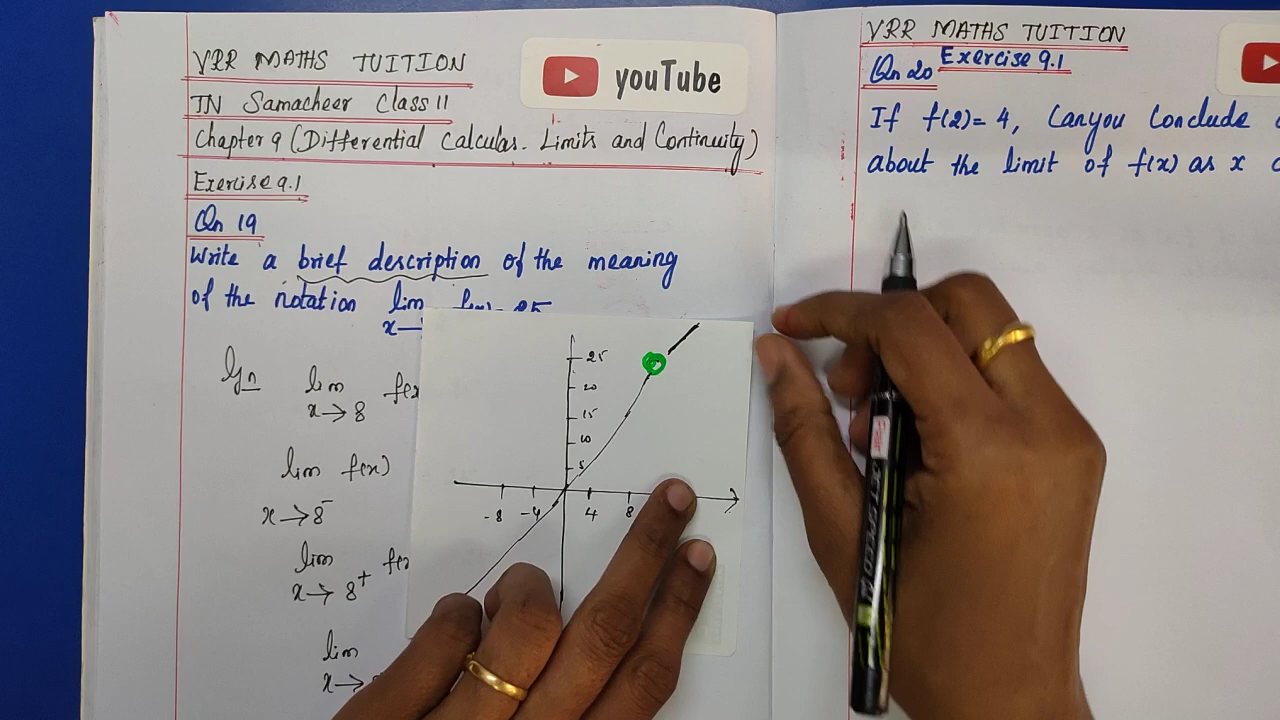 VRR MATHS TUITION
YouTube
TN Samacheer Class 11
Chapter 9 (Differential Calculas. Limits and Continuity)
Exercise 9.1
Qn 19
Write a brief description of the meaning
of the notation lim
x→
Gn lim
x→8
lim f(x)
x→8⁻
lim
x→8⁺
lim
x→
25
20
15
10
5
-8 -4 4 8
VRR MATHS TUITION
Exercise 9.1
Qn 20
If f(2)=4, Can you Conclude
about the limit of f(x) as x